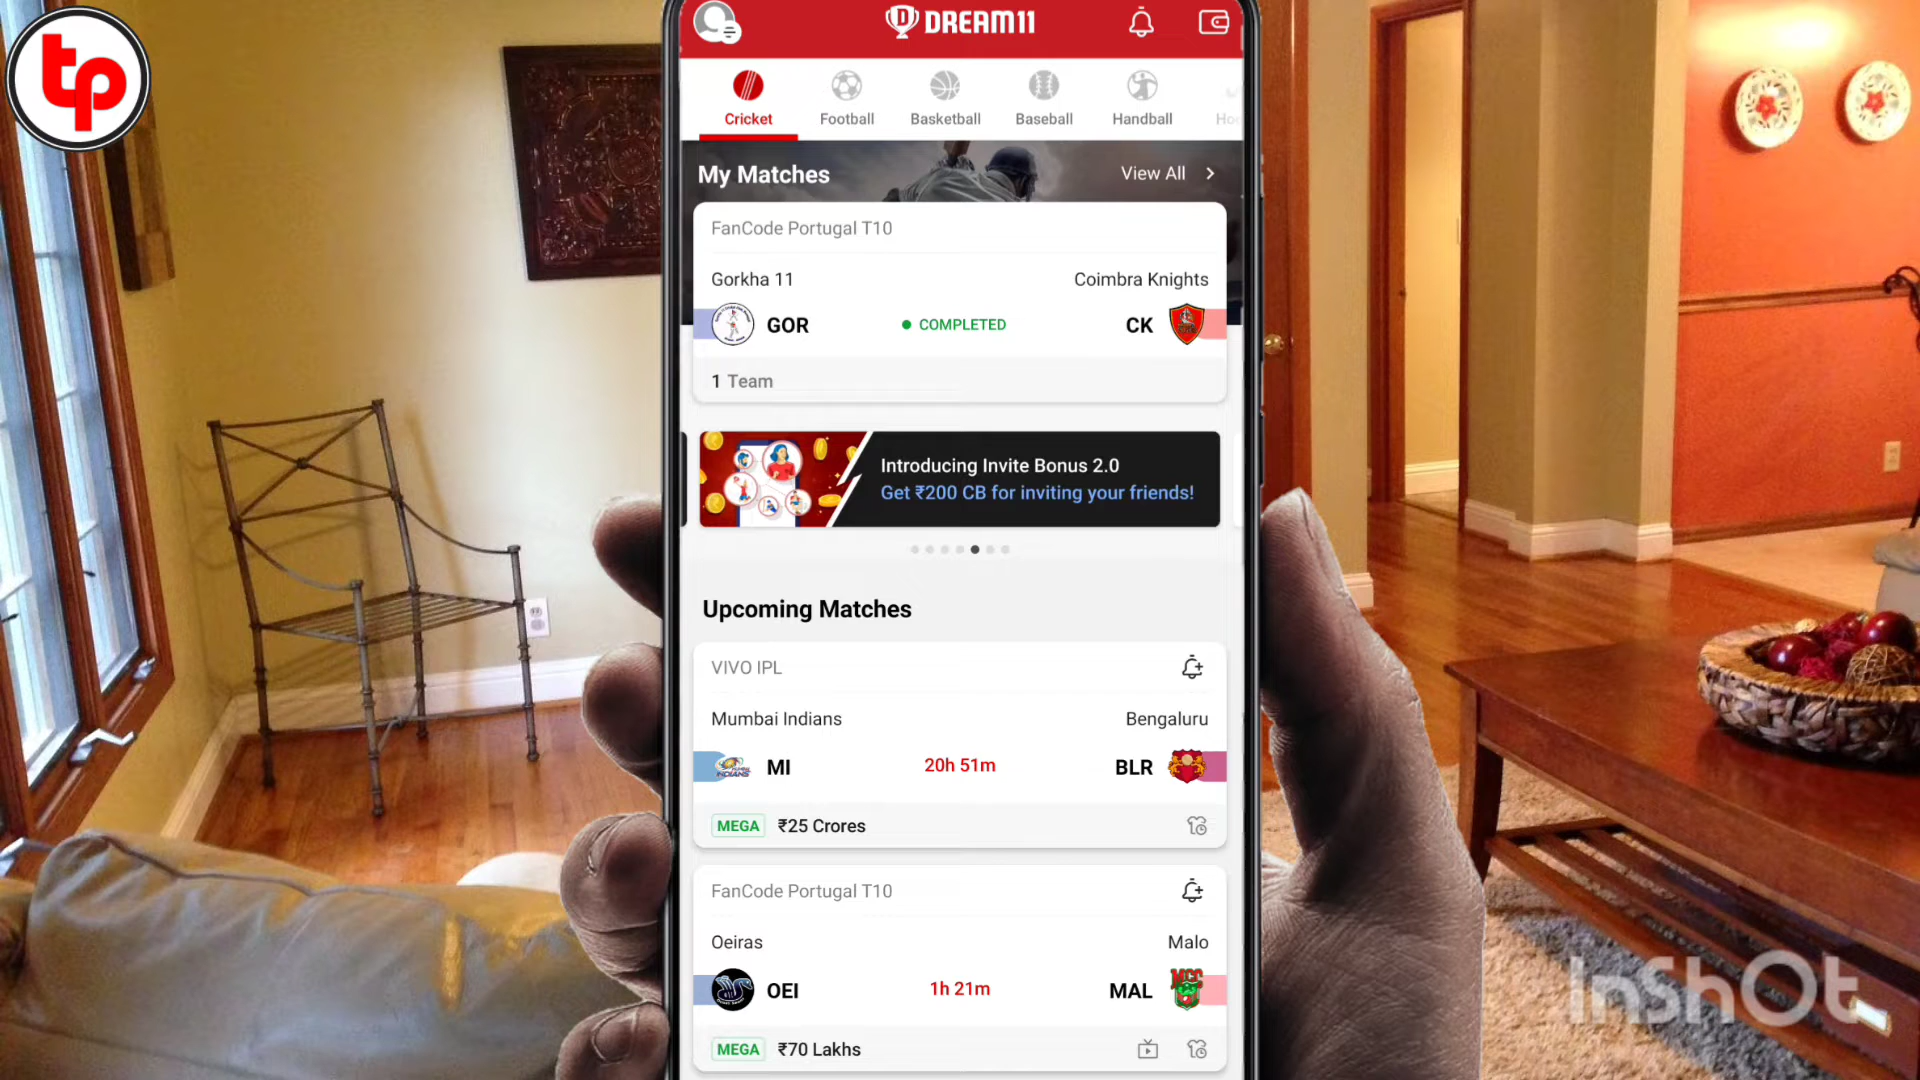 tp
DREAM11
Cricket
Football
Basketball
Baseball
Handball
My Matches
View All
FanCode Portugal T10
Gorkha 11
Coimbra Knights
GOR
COMPLETED
CK
1 Team
Introducing Invite Bonus 2.0
Get ₹200 CB for inviting your friends!
Upcoming Matches
VIVO IPL
Mumbai Indians
Bengaluru
MI
20h 51m
BLR
MEGA ₹25 Crores
FanCode Portugal T10
Oeiras
Malo
OEI
1h 21m
MAL
MCC
MEGA ₹70 Lakhs
InShOt